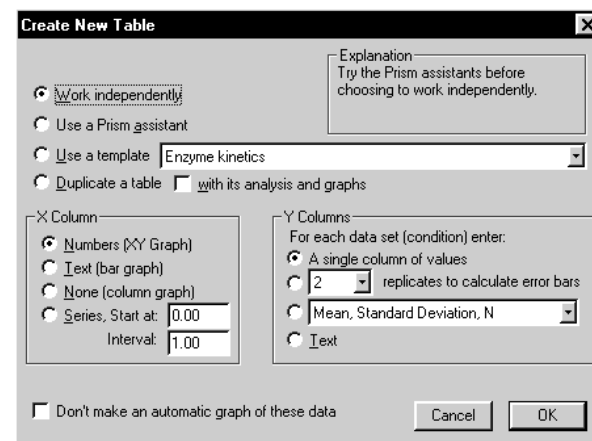 Create New Table
Explanation
Try the Prism assistants before
choosing to work independently.
Work independently
Use a Prism assistant
Use a template Enzyme kinetics
Duplicate a table with its analysis and graphs
X Column
Numbers (XY Graph)
Text (bar graph)
None (column graph)
Series, Start at: 0.00
Interval: 1.00
Y Columns
For each data set (condition) enter:
A single column of values
2 replicates to calculate error bars
Mean, Standard Deviation, N
Text
Don't make an automatic graph of these data
Cancel
OK